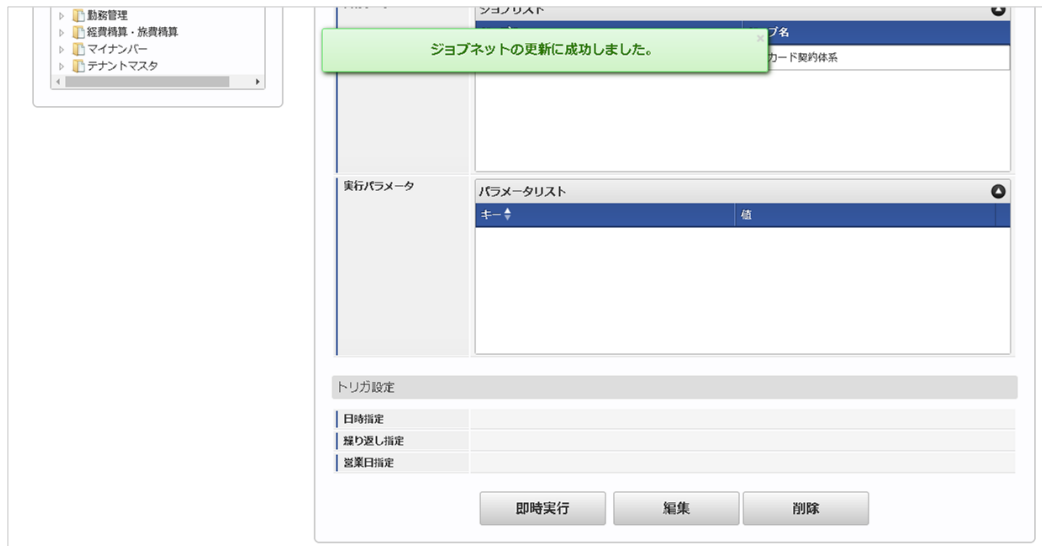 勤務管理
経費精算・旅費精算
マイナンバー
テナントマスタ
ジョブリスト
ジョブネットの更新に成功しました。
×
ブ名
カード契約体系
実行パラメータ
パラメータリスト
キー
値
トリガ設定
日時指定
繰り返し指定
営業日指定
即時実行
編集
削除